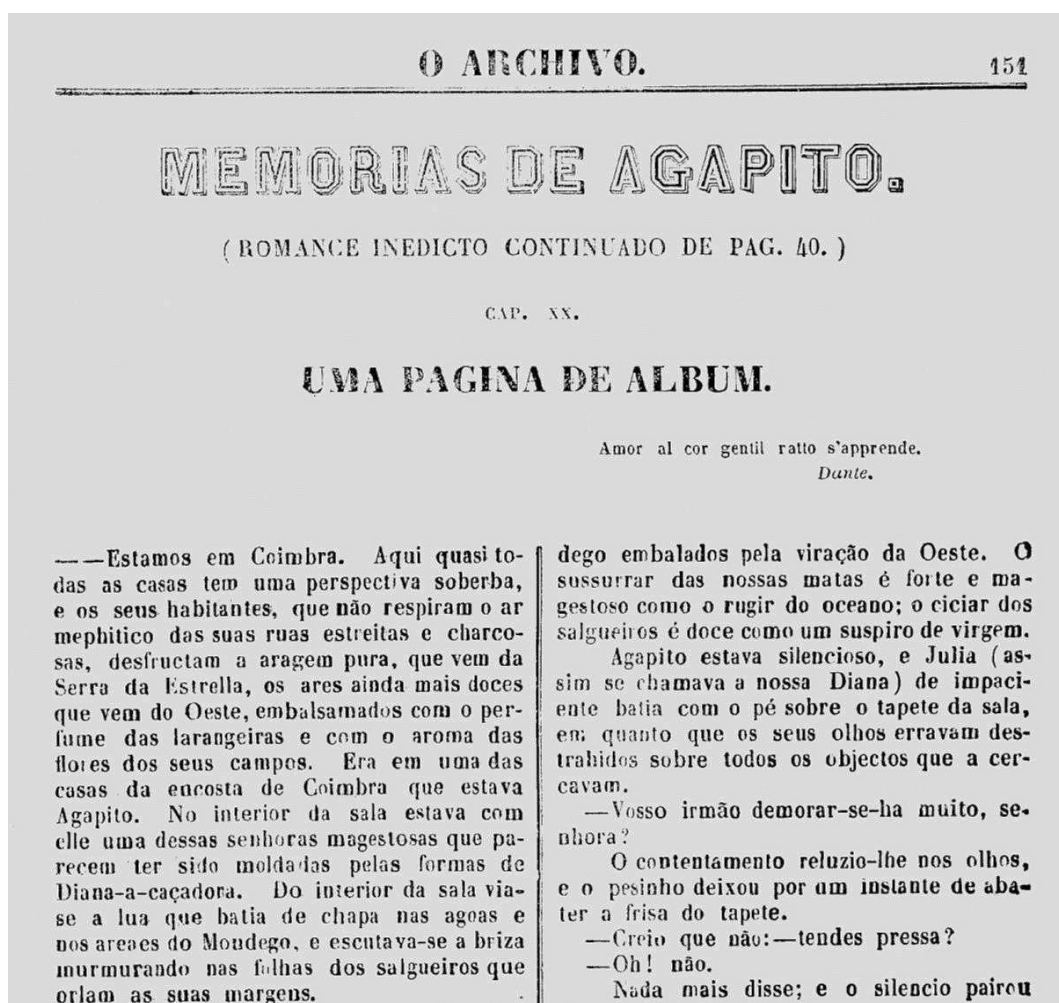 O ARCHIVO. 151
MEMORIAS DE AGAPITO.
(ROMANCE INEDICTO CONTINUADO DE PAG. 40.)
CAP. XX.
UMA PAGINA DE ALBUM.
Amor al cor gentil ratto s'apprende.
Dante.
——Estamos em Coimbra. Aqui quasi to-
das as casas tem uma perspectiva soberba,
e os seus habitantes, que não respiram o ar
mephitico das suas ruas estreitas e charco-
sas, desfructam a aragem pura, que vem da
Serra da Estrella, os ares ainda mais doces
que vem do Oeste, embalsamados com o per-
fume das larangeiras e com o aroma das
flores dos seus campos. Era em uma das
casas da encosta de Coimbra que estava
Agapito. No interior da sala estava com
elle uma dessas senhoras magestosas que pa-
recem ter sido moldadas pelas formas de
Diana-a-caçadora. Do interior da sala via-
se a lua que batia de chapa nas agoas e
nos areaes do Mondego, e escutava-se a briza
murmurando nas folhas dos salgueiros que
orlam as suas margens.
dego embalados pela viração da Oeste. O
sussurrar das nossas matas é forte e ma-
gestoso como o rugir do oceano; o ciciar dos
salgueiros é doce como um suspiro de virgem.
Agapito estava silencioso, e Julia (as-
sim se chamava a nossa Diana) de impaci-
ente batia com o pé sobre o tapete da sala,
em quanto que os seus olhos erravam des-
trahidos sobre todos os objectos que a cer-
cavam.
—Vosso irmão demorar-se-ha muito, se-
nhora?
O contentamento reluzio-lhe nos olhos,
e o pesinho deixou por um instante de aba-
ter a frisa do tapete.
—Creio que não:—tendes pressa?
—Oh! não.
Nada mais disse; e o silencio pairou